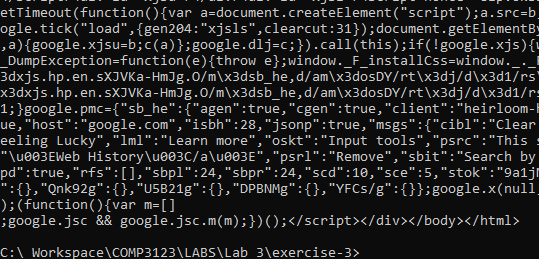 etTimeout(function(){var a=document.createElement("script");a.src=b;
ogle.tick("load",{gen204:"xjsls",clearcut:31});document.getElementBy
,a){google.xjsu=b;c(a)};google.dlj=c;}).call(this);if(!google.xjs){w
_DumpException=function(e){throw e};window._F_installCss=window._._F
3dxjs.hp.en.sXJVKa-HmJg.O/m\x3dsb_he,d/am\x3dosDY/rt\x3dj/d\x3d1/rs\
x3dxjs.hp.en.sXJVKa-HmJg.O/m\x3dsb_he,d/am\x3dosDY/rt\x3dj/d\x3d1/rs
1;}google.pmc={"sb_he":{"agen":true,"cgen":true,"client":"heirloom-h
ue,"host":"google.com","isbh":28,"jsonp":true,"msgs":{"cibl":"Clear
eeling Lucky","lml":"Learn more","oskt":"Input tools","psrc":"This s
"\u003EWeb History\u003C/a\u003E","psrl":"Remove","sbit":"Search by
pd":true,"rfs":[],"sbpl":24,"sbpr":24,"scd":10,"sce":5,"stok":"9a1jN
":{},"Qnk92g":{},"U5B21g":{},"DPBNMg":{},"YFCs/g":{}};google.x(null,
);(function(){var m=[]
;google.jsc && google.jsc.m(m);})();</script></div></body></html>
C:\ Workspace\COMP3123\LABS\Lab 3\exercise-3>